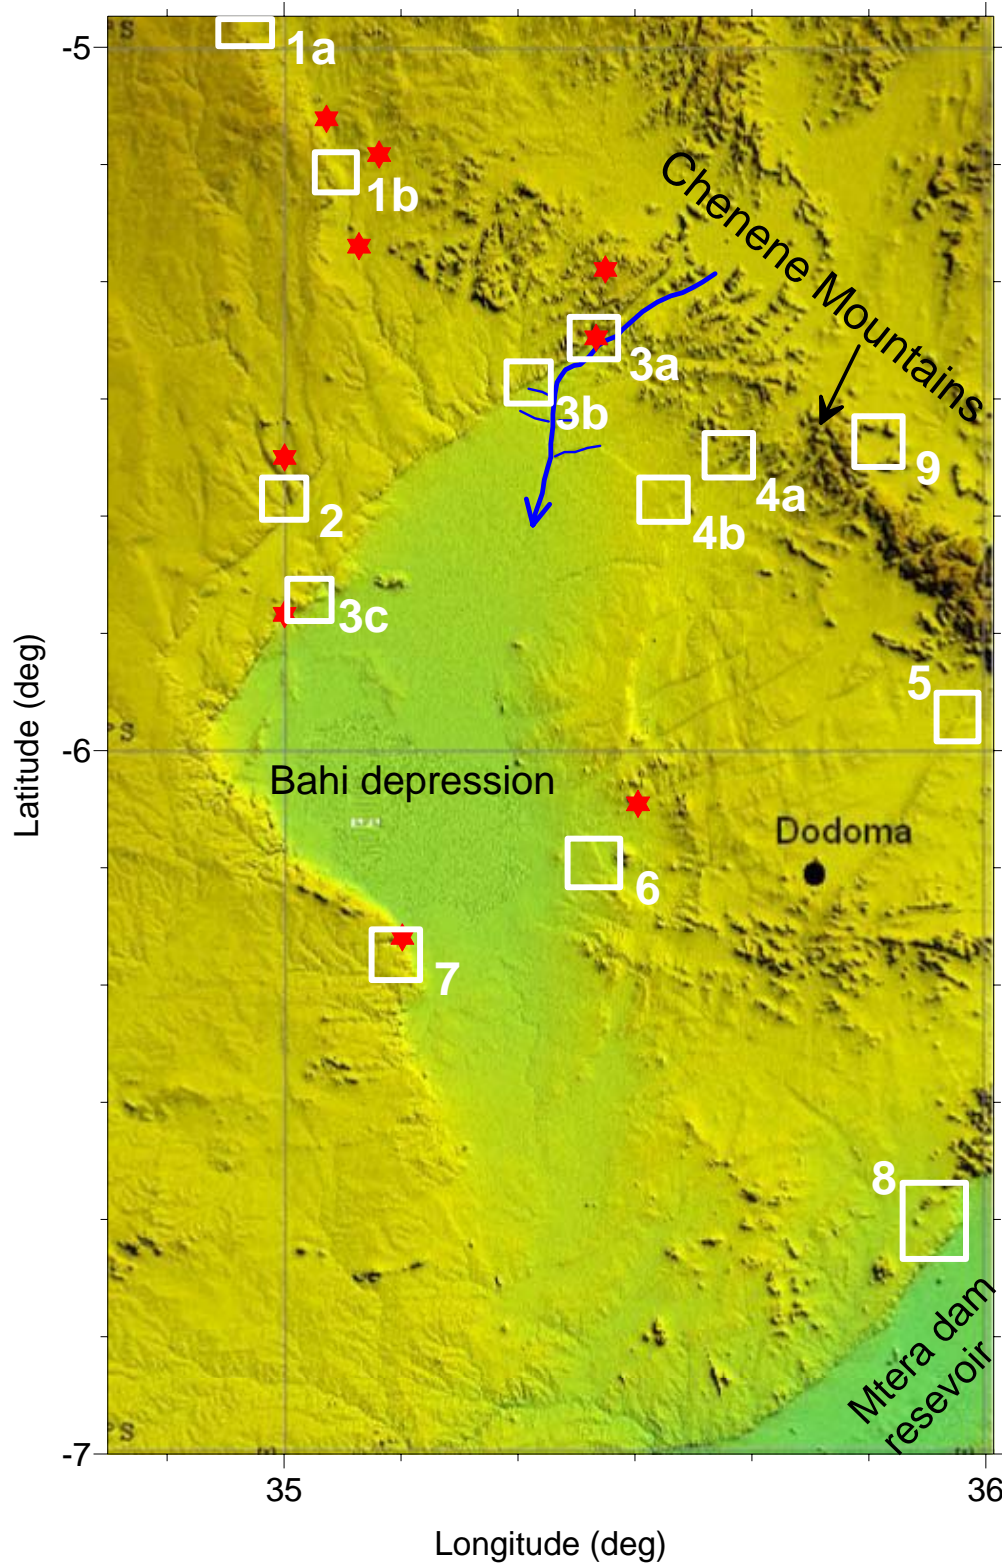 S
-5
1a
1b
Chenene Mountains
3a
3b
9
4a
2
4b
3c
5
S
-6
Bahi depression
Dodoma
6
7
8
Mtera dam
resevoir
S
-7
35
36
Latitude (deg)
Longitude (deg)